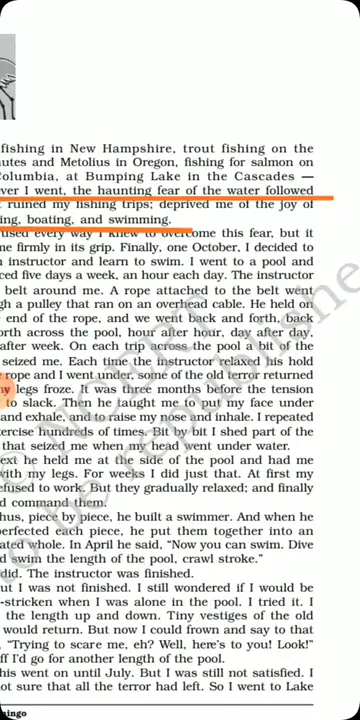 fishing in New Hampshire, trout fishing on the
utes and Metolius in Oregon, fishing for salmon on
Columbia, at Bumping Lake in the Cascades —
ver I went, the haunting fear of the water followed
ruined my fishing trips; deprived me of the joy of
ing, boating, and swimming.
used every way I knew to overcome this fear, but it
me firmly in its grip. Finally, one October, I decided to
n instructor and learn to swim. I went to a pool and
ced five days a week, an hour each day. The instructor
belt around me. A rope attached to the belt went
gh a pulley that ran on an overhead cable. He held on
end of the rope, and we went back and forth, back
orth across the pool, hour after hour, day after day,
after week. On each trip across the pool a bit of the
seized me. Each time the instructor relaxed his hold
rope and I went under, some of the old terror returned
my legs froze. It was three months before the tension
to slack. Then he taught me to put my face under
and exhale, and to raise my nose and inhale. I repeated
xercise hundreds of times. Bit by bit I shed part of the
that seized me when my head went under water.
ext he held me at the side of the pool and had me
with my legs. For weeks I did just that. At first my
efused to work. But they gradually relaxed; and finally
d command them.
hus, piece by piece, he built a swimmer. And when he
perfected each piece, he put them together into an
ated whole. In April he said, “Now you can swim. Dive
d swim the length of the pool, crawl stroke.”
did. The instructor was finished.
ut I was not finished. I still wondered if I would be
-stricken when I was alone in the pool. I tried it. I
the length up and down. Tiny vestiges of the old
would return. But now I could frown and say to that
, “Trying to scare me, eh? Well, here’s to you! Look!”
ff I’d go for another length of the pool.
his went on until July. But I was still not satisfied. I
ot sure that all the terror had left. So I went to Lake
mingo
© NCERT
not to be republished